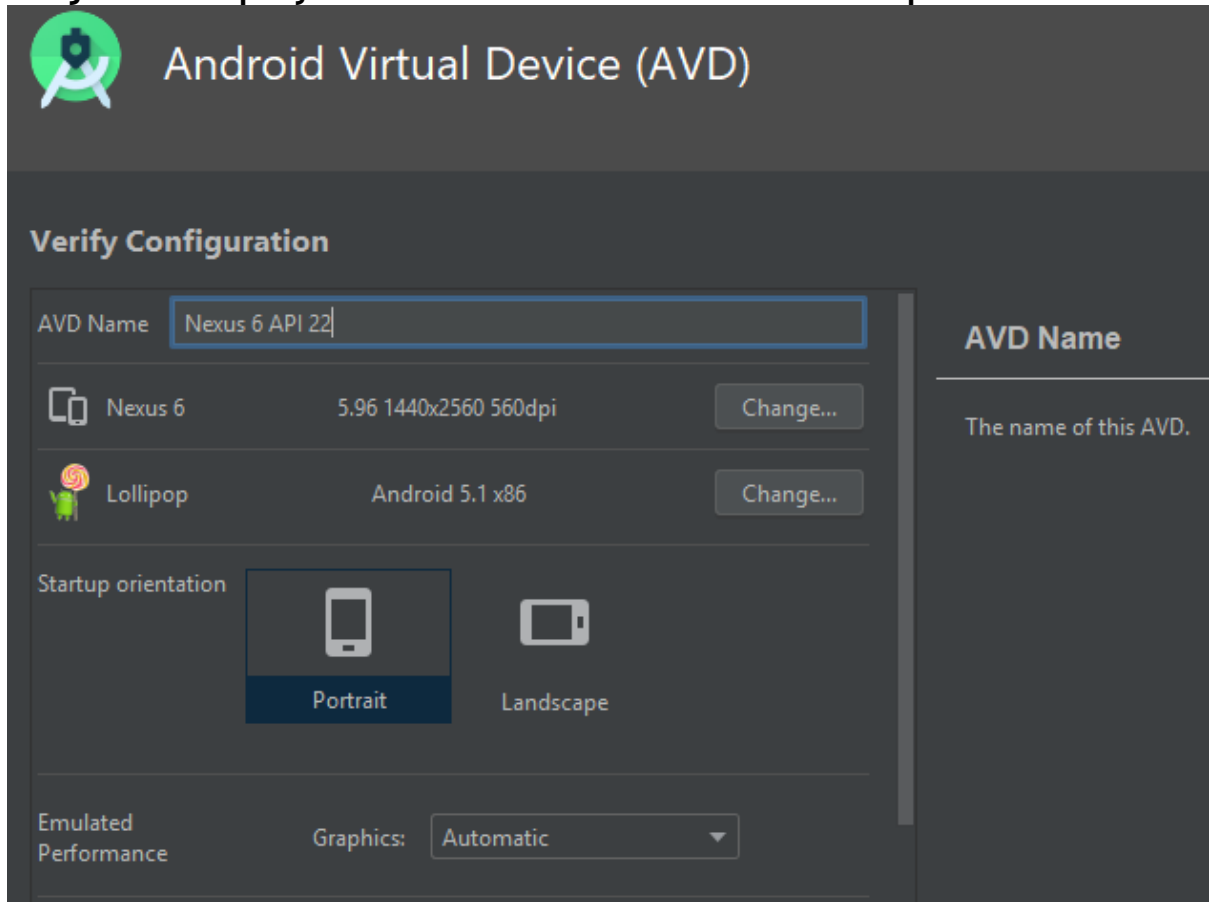 Android Virtual Device (AVD)
Verify Configuration
AVD Name Nexus 6 API 22
AVD Name
Nexus 6 5.96 1440x2560 560dpi Change...
The name of this AVD.
Lollipop Android 5.1 x86 Change...
Startup orientation
Portrait Landscape
Emulated
Performance
Graphics: Automatic